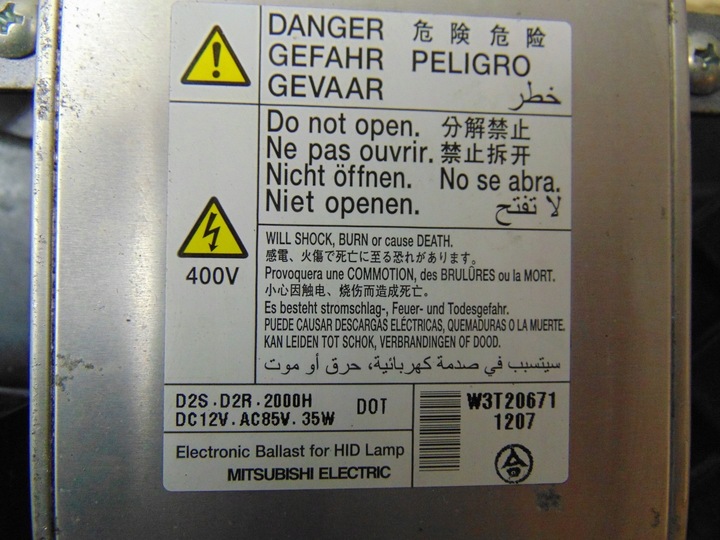 DANGER 危 険 危 险
GEFAHR PELIGRO
GEVAAR خطر
Do not open. 分解禁止
Ne pas ouvrir. 禁止拆开
Nicht öffnen. No se abra.
Niet openen. لا تفتح
400V
WILL SHOCK, BURN or cause DEATH.
感電、火傷で死亡に至る恐れがあります。
Provoquera une COMMOTION, des BRULÛRES ou la MORT.
小心因触电、烧伤而造成死亡。
Es besteht stromschlag-, Feuer- und Todesgefahr.
PUEDE CAUSAR DESCARGAS ELÉCTRICAS, QUEMADURAS O LA MUERTE.
KAN LEIDEN TOT SCHOK, VERBRANDINGEN OF DOOD.
سيتسبب في صدمة كهربائية، حرق أو موت
D2S.D2R.2000H DOT
DC12V.AC85V.35W
W3T20671
1207
Electronic Ballast for HID Lamp
MITSUBISHI ELECTRIC